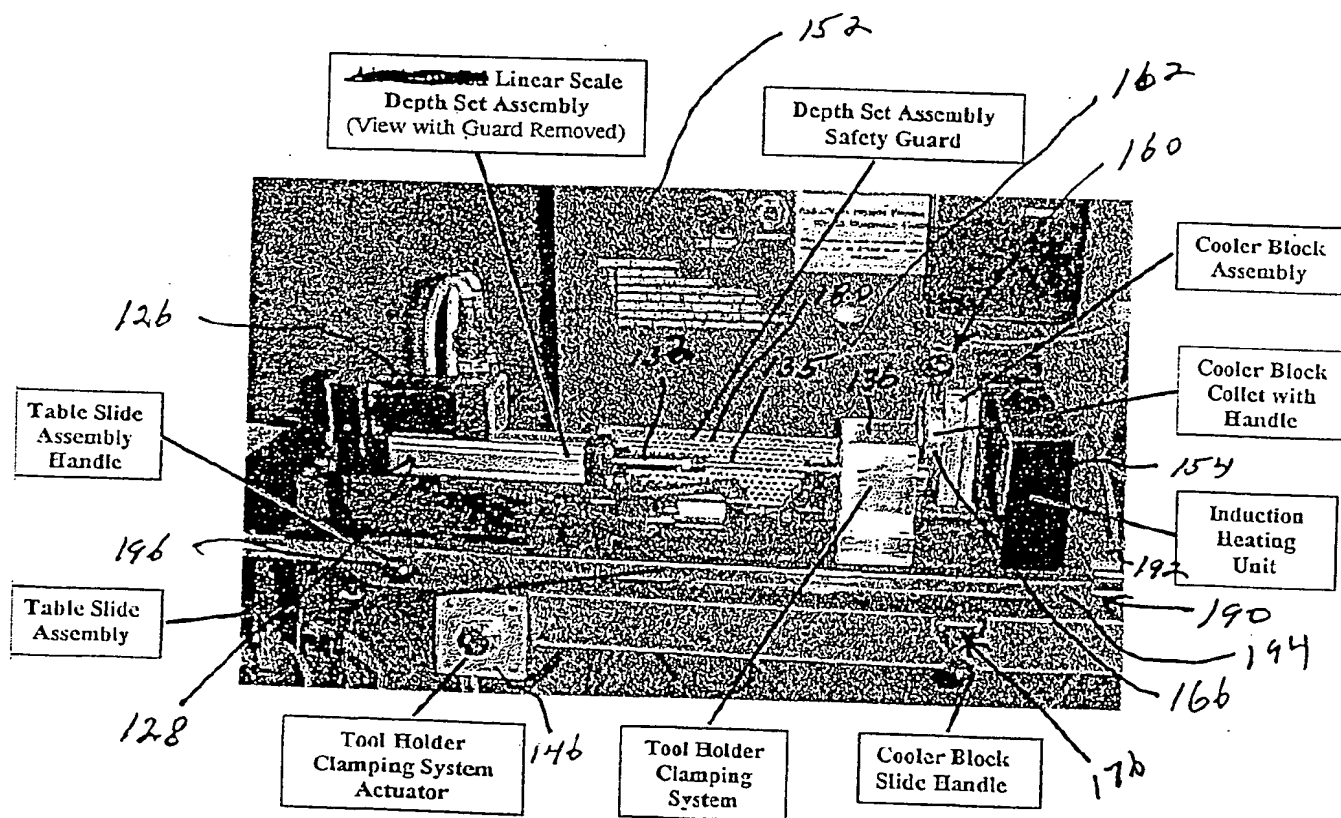 152
Linear Scale
Depth Set Assembly
(View with Guard Removed)
Depth Set Assembly
Safety Guard
162
160
Cooler Block
Assembly
126
180
135
136
Table Slide
Assembly
Handle
Cooler Block
Collet with
Handle
154
Induction
Heating
Unit
196
192
190
Table Slide
Assembly
194
166
128
Tool Holder
Clamping System
Actuator
146
Tool Holder
Clamping
System
Cooler Block
Slide Handle
176